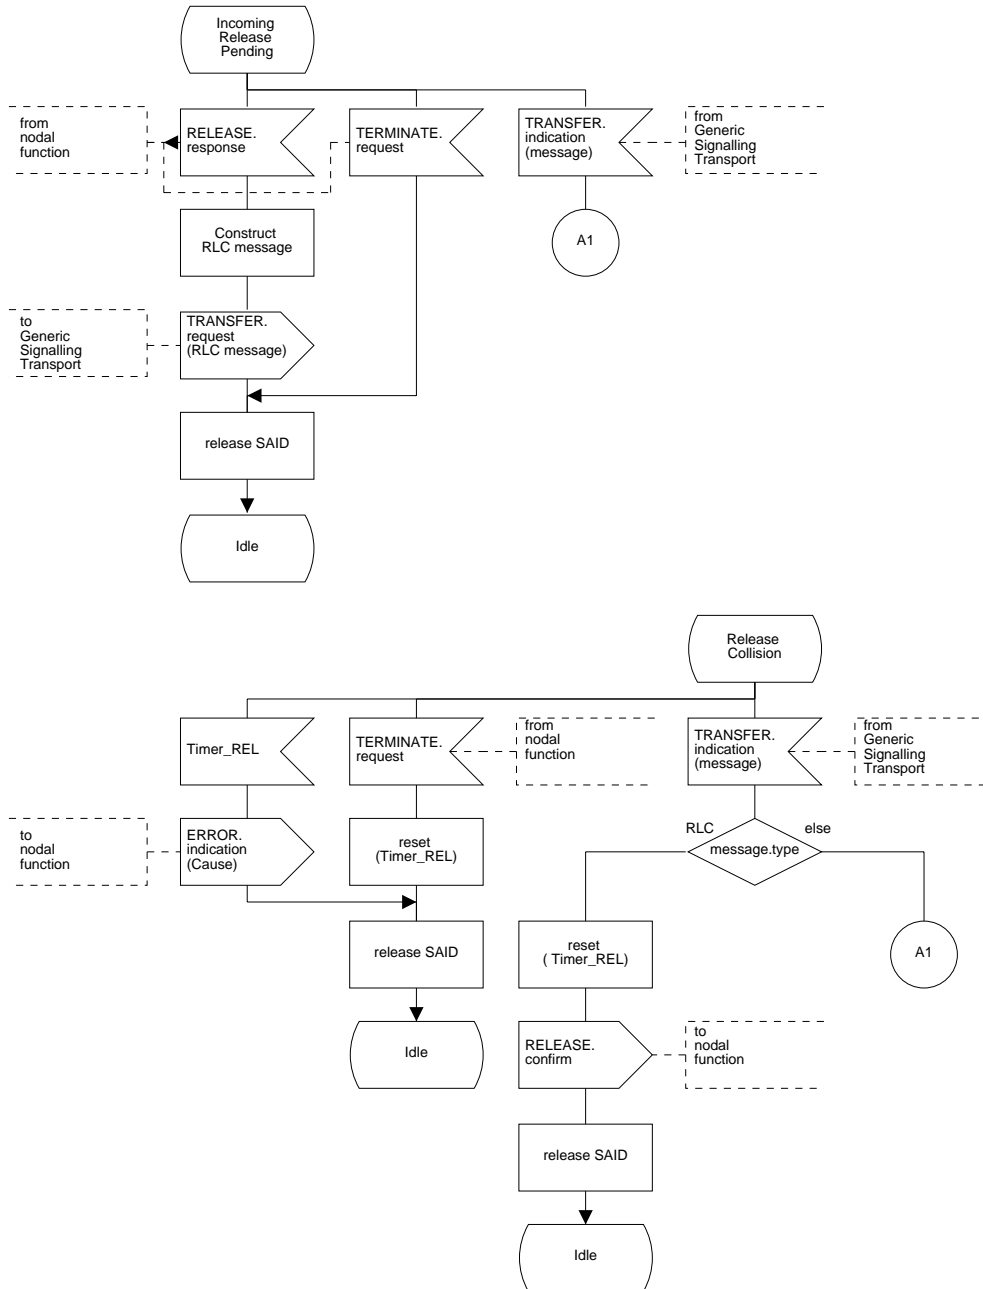 Incoming
Release
Pending
from
nodal
function
RELEASE.
response
TERMINATE.
request
TRANSFER.
indication
(message)
from
Generic
Signalling
Transport
Construct
RLC message
A1
to
Generic
Signalling
Transport
TRANSFER.
request
(RLC message)
release SAID
Idle
Release
Collision
Timer_REL
TERMINATE.
request
from
nodal
function
TRANSFER.
indication
(message)
from
Generic
Signalling
Transport
to
nodal
function
ERROR.
indication
(Cause)
reset
(Timer_REL)
RLC
message.type
else
release SAID
reset
( Timer_REL)
A1
Idle
RELEASE.
confirm
to
nodal
function
release SAID
Idle